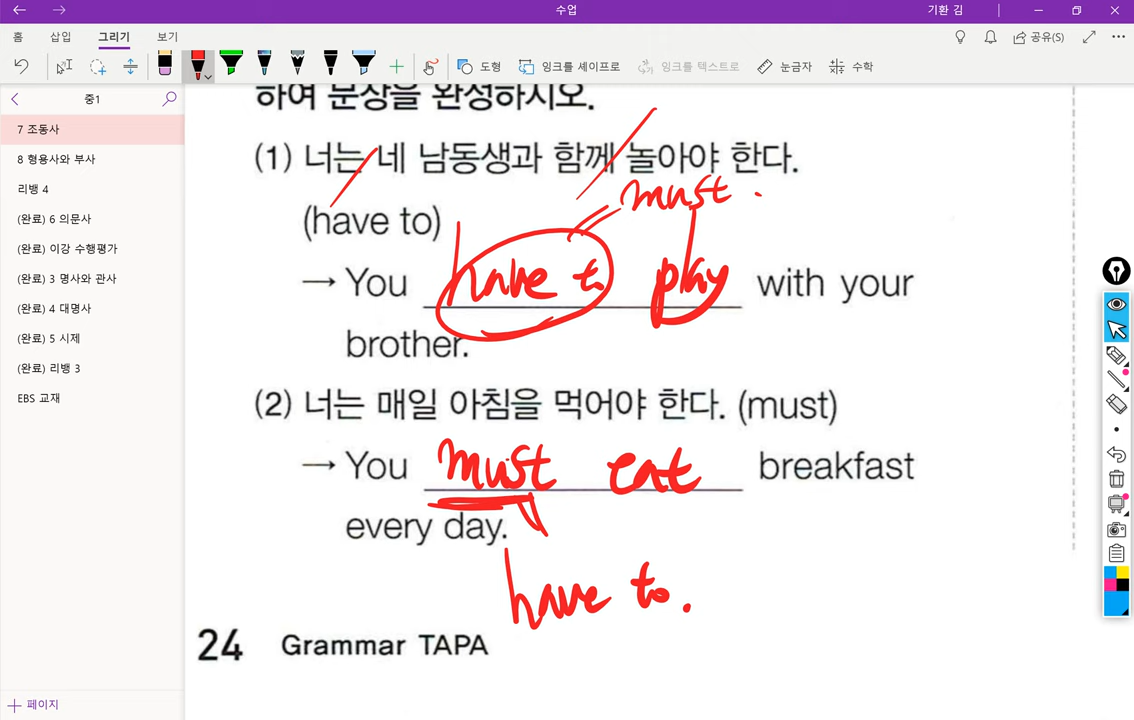 수업
기환 김
홈 삽입 그리기 보기
공유(S)
도형 잉크를 셰이프로 잉크를 텍스트로 눈금자 수학
중1
7 조동사
8 형용사와 부사
리뱅 4
(완료) 6 의문사
(완료) 이강 수행평가
(완료) 3 명사와 관사
(완료) 4 대명사
(완료) 5 시제
(완료) 리뱅 3
EBS 교재
페이지
하여 문장을 완성하시오.
(1) 너는 네 남동생과 함께 놀아야 한다.
must.
(have to)
→ You have to play with your
brother.
(2) 너는 매일 아침을 먹어야 한다. (must)
→ You must eat breakfast
every day.
have to.
24 Grammar TAPA